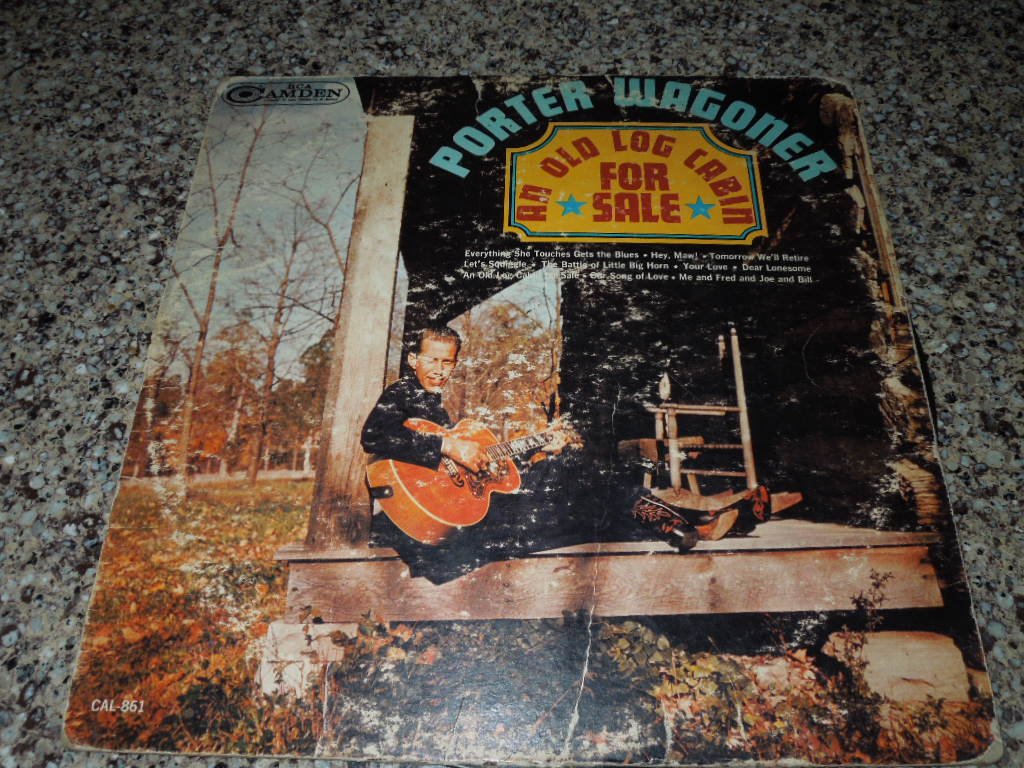 RCA
CAMDEN
PORTER WAGONER
AN OLD LOG CABIN
FOR
SALE
Everything She Touches Gets the Blues • Hey, Maw! • Tomorrow We'll Retire
Let's Squiggle • The Battle of Little Big Horn • Your Love • Dear Lonesome
An Old Log Cabin For Sale • Our Song of Love • Me and Fred and Joe and Bill
CAL-861